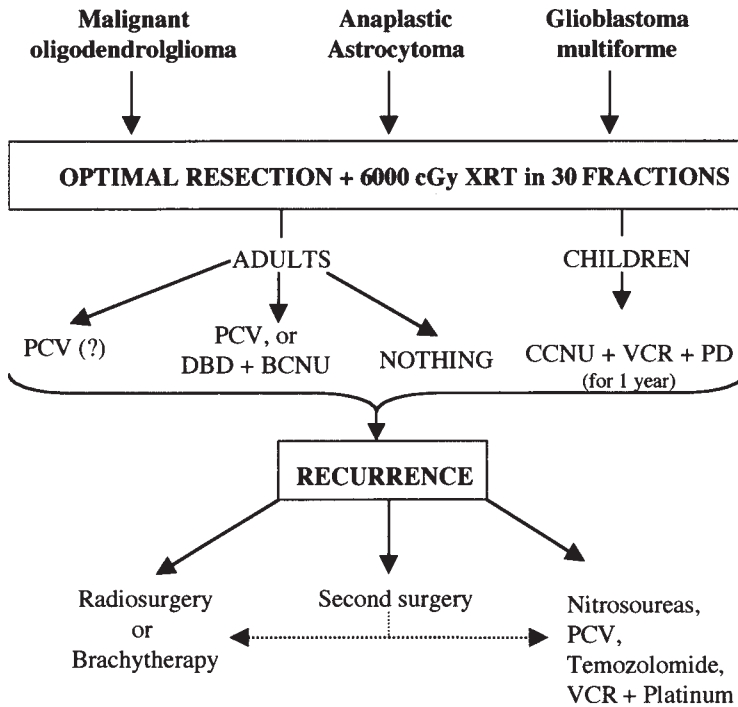 Malignant
oligodendrolglioma
Anaplastic
Astrocytoma
Glioblastoma
multiforme
OPTIMAL RESECTION + 6000 cGy XRT in 30 FRACTIONS
ADULTS
CHILDREN
PCV (?)
PCV, or
DBD + BCNU
NOTHING
CCNU + VCR + PD
(for 1 year)
RECURRENCE
Radiosurgery
or
Brachytherapy
Second surgery
Nitrosoureas,
PCV,
Temozolomide,
VCR + Platinum